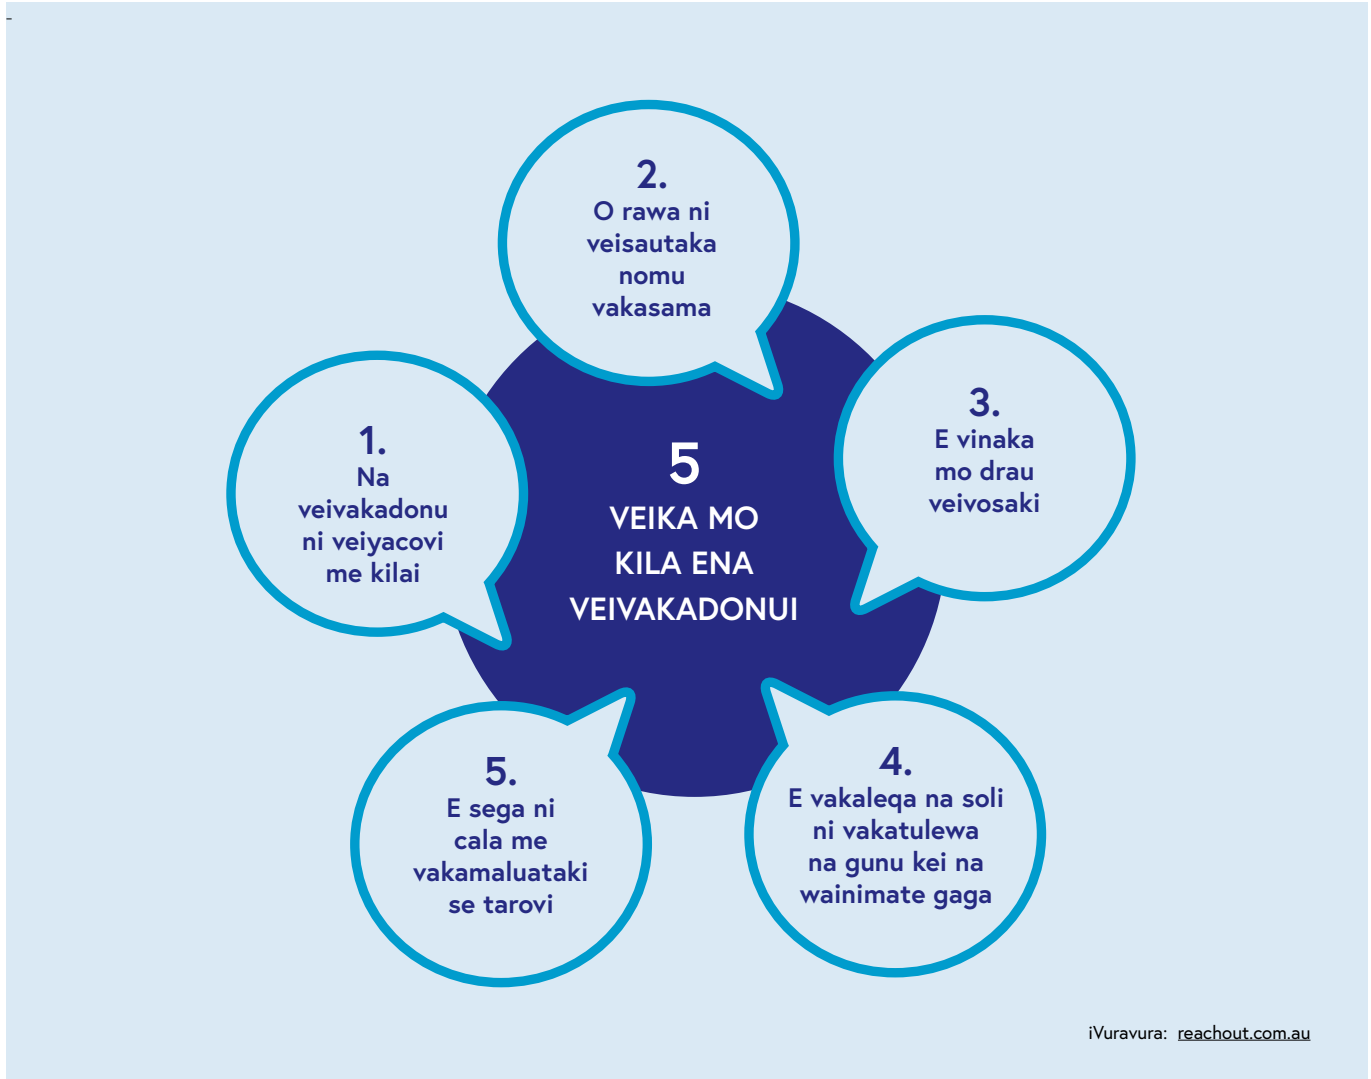 5
VEIKA MO
KILA ENA
VEIVAKADONUI
1.
Na
veivakadonu
ni veiyacovi
me kilai
2.
O rawa ni
veisautaka
nomu
vakasama
3.
E vinaka
mo drau
veivosaki
4.
E vakaleqa na soli
ni vakatulewa
na gunu kei na
wainimate gaga
5.
E sega ni
cala me
vakamaluataki
se tarovi
iVuravura: reachout.com.au